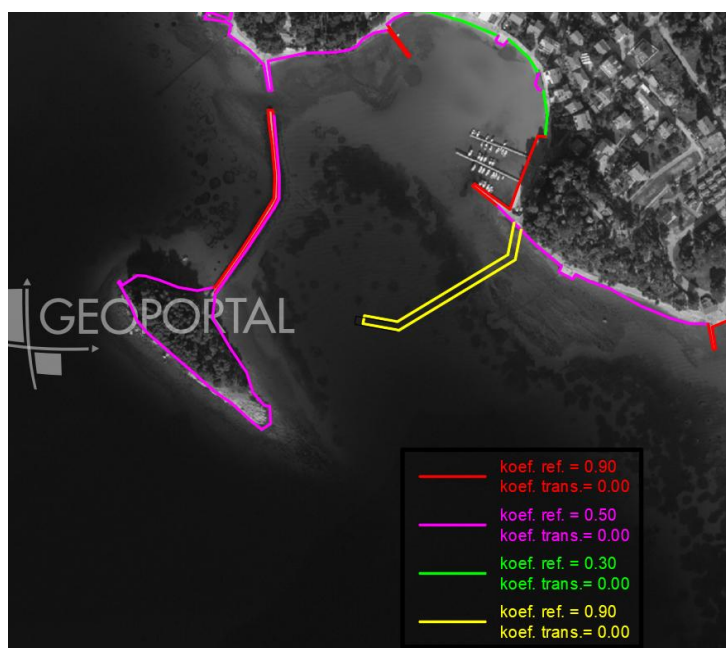 GEOPORTAL
koef. ref. = 0.90
koef. trans.= 0.00
koef. ref. = 0.50
koef. trans.= 0.00
koef. ref. = 0.30
koef. trans.= 0.00
koef. ref. = 0.90
koef. trans.= 0.00